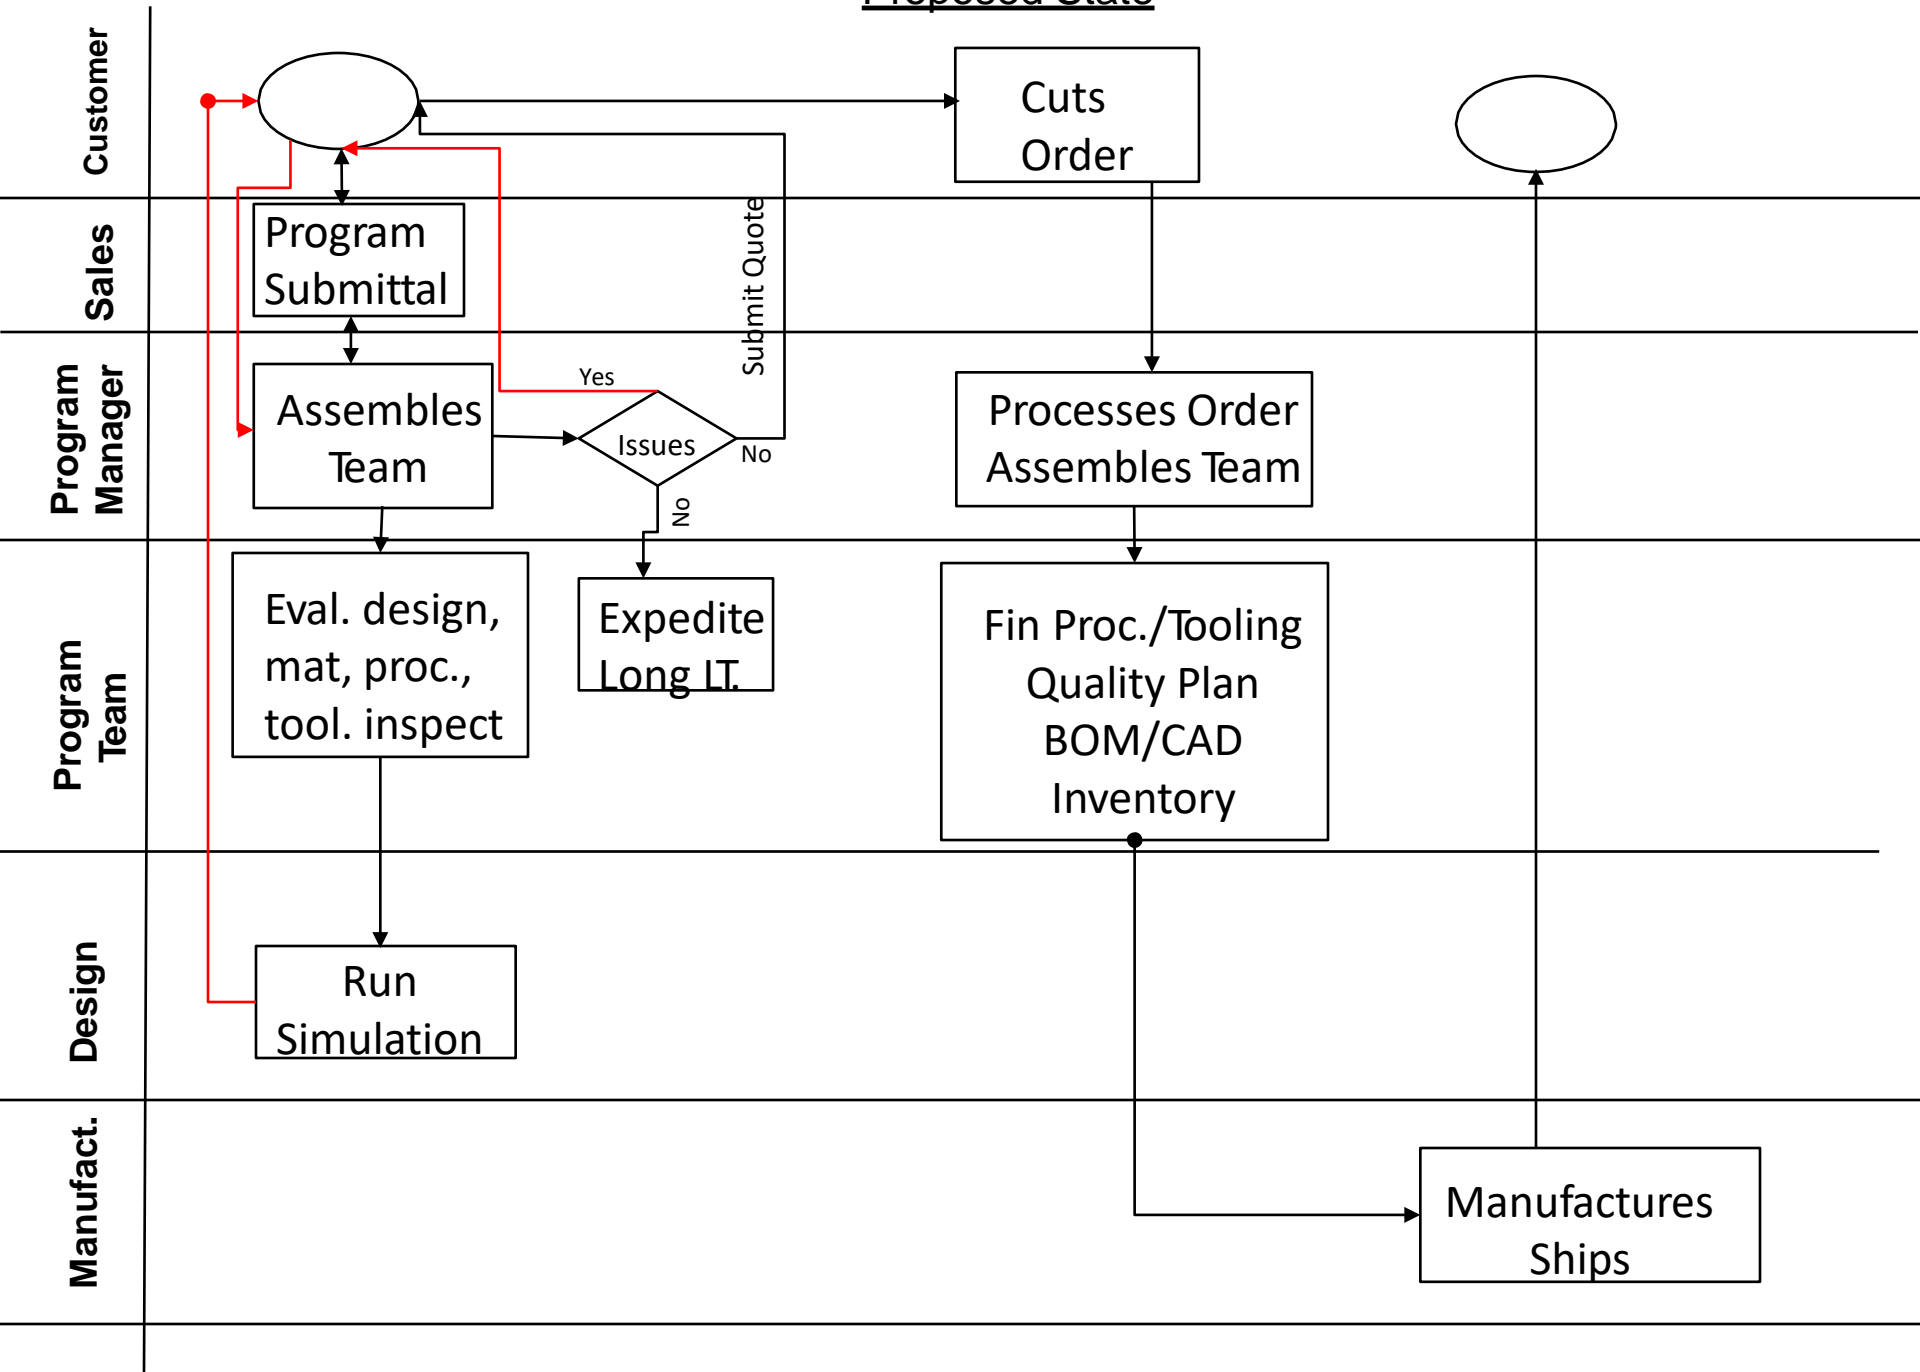 Proposed State
Customer
Cuts
Order
Sales
Program
Submittal
Submit Quote
Program
Manager
Assembles
Team
Yes
Issues
No
No
Processes Order
Assembles Team
Program
Team
Eval. design,
mat, proc.,
tool. inspect
Expedite
Long LT.
Fin Proc./Tooling
Quality Plan
BOM/CAD
Inventory
Design
Run
Simulation
Manufact.
Manufactures
Ships